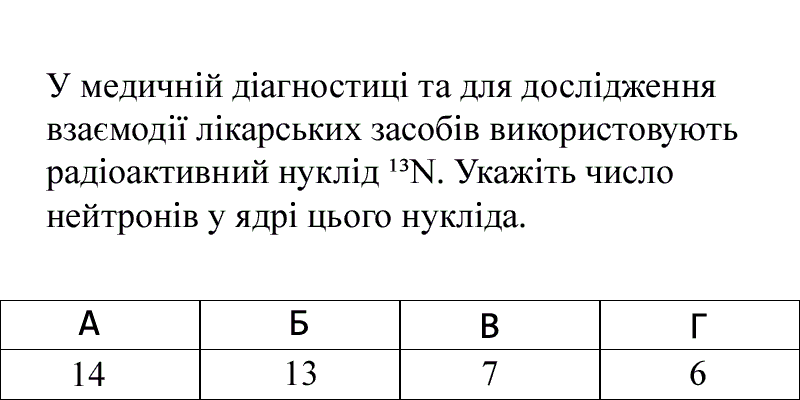 У медичній діагностиці та для дослідження
взаємодії лікарських засобів використовують
радіоактивний нуклід ¹³N. Укажіть число
нейтронів у ядрі цього нукліда.
А Б В Г
14 13 7 6